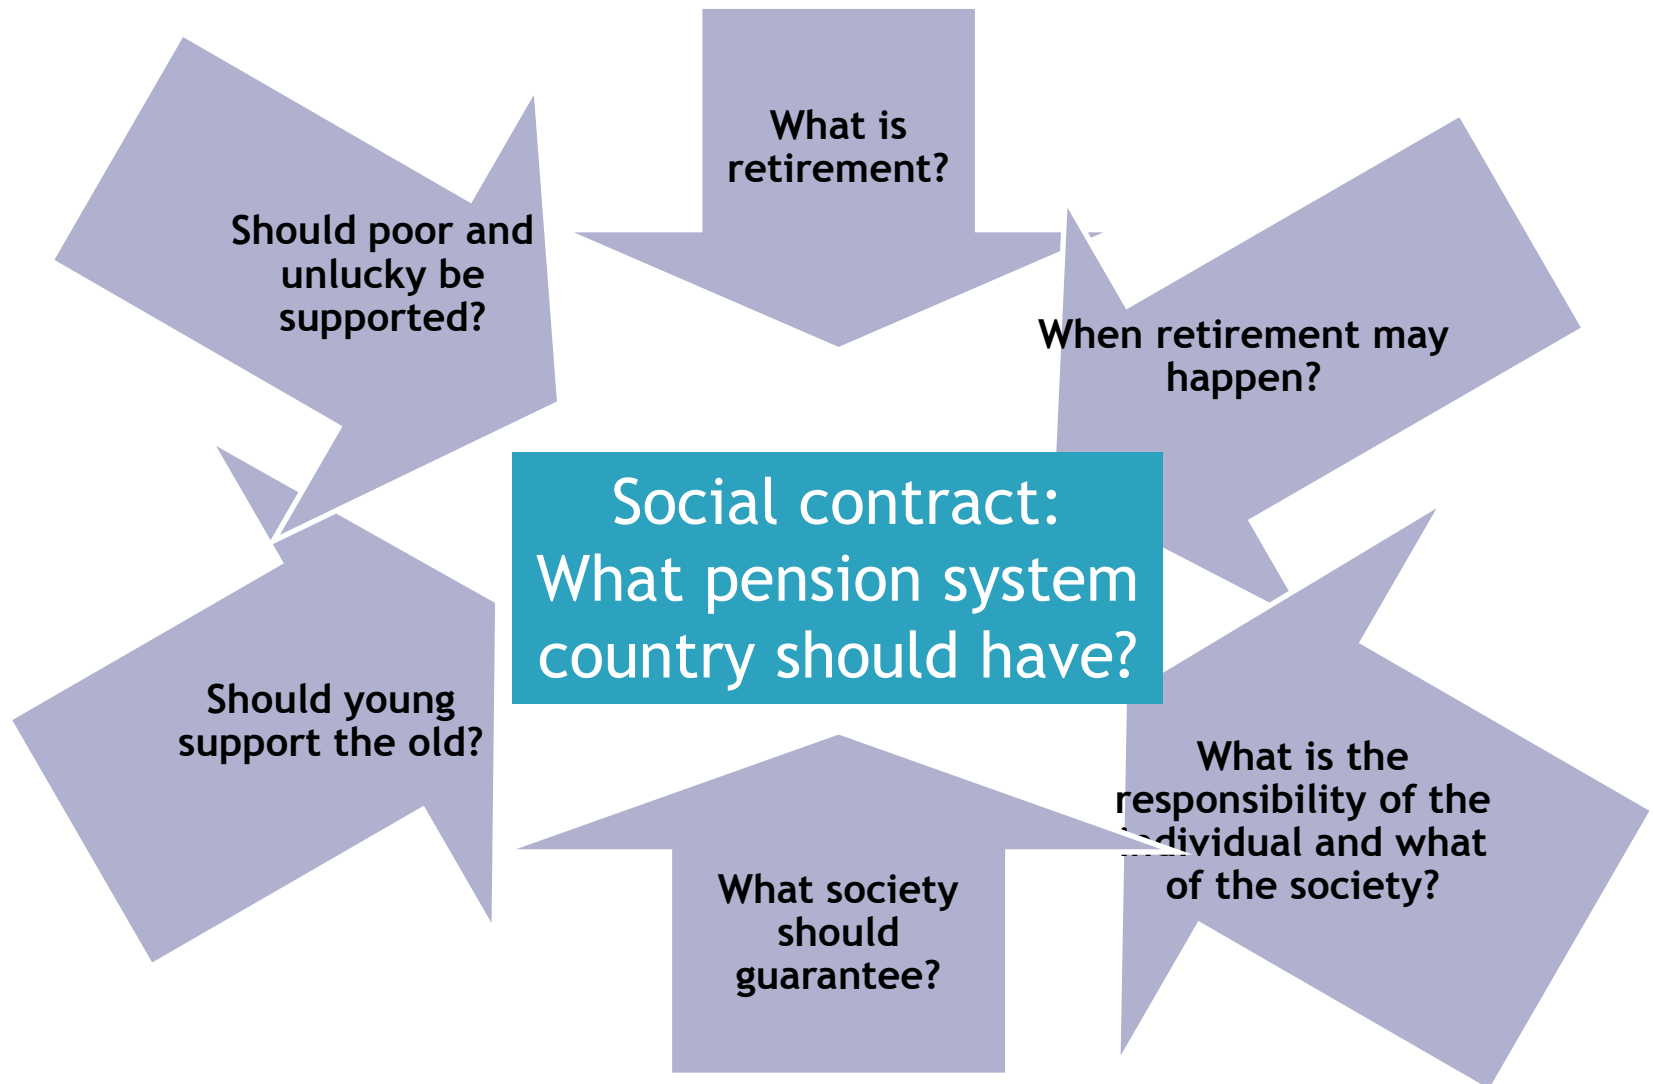 What is
retirement?
Should poor and
unlucky be
supported?
When retirement may
happen?
Social contract:
What pension system
country should have?
Should young
support the old?
What is the
responsibility of the
individual and what
of the society?
What society
should
guarantee?